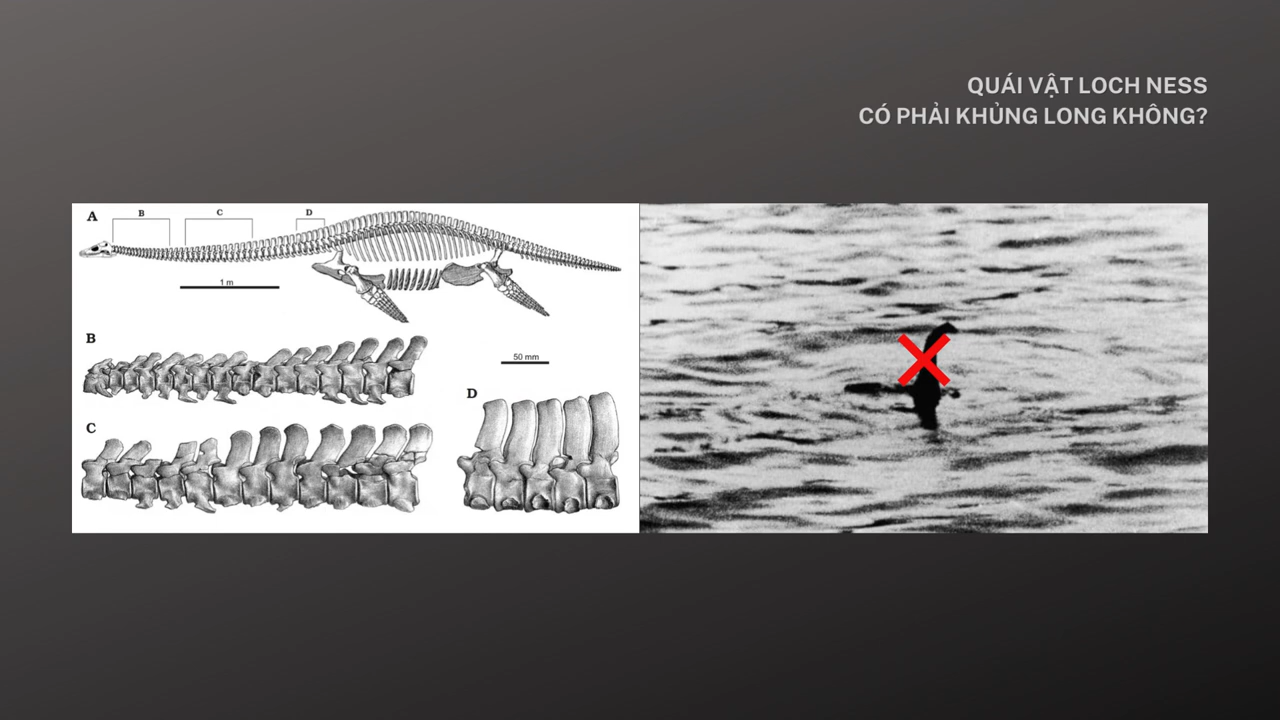 QUÁI VẬT LOCH NESS
CÓ PHẢI KHỦNG LONG KHÔNG?
A
B
C
D
1 m
B
50 mm
D
C